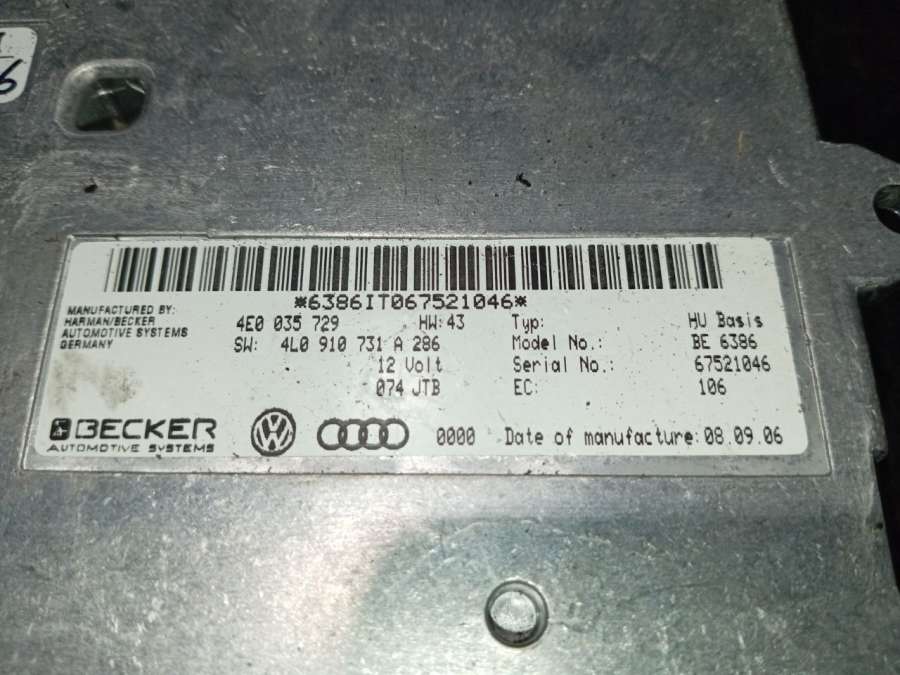 6
*6386IT067521046*
MANUFACTURED BY:
HARMAN/BECKER
AUTOMOTIVE SYSTEMS
GERMANY
4E0 035 729 HW:43 Typ: HU Basis
SW: 4L0 910 731 A 286 Model No.: BE 6386
12 Volt Serial No.: 67521046
074 JTB EC: 106
BECKER
AUTOMOTIVE SYSTEMS
0000 Date of manufacture: 08.09.06